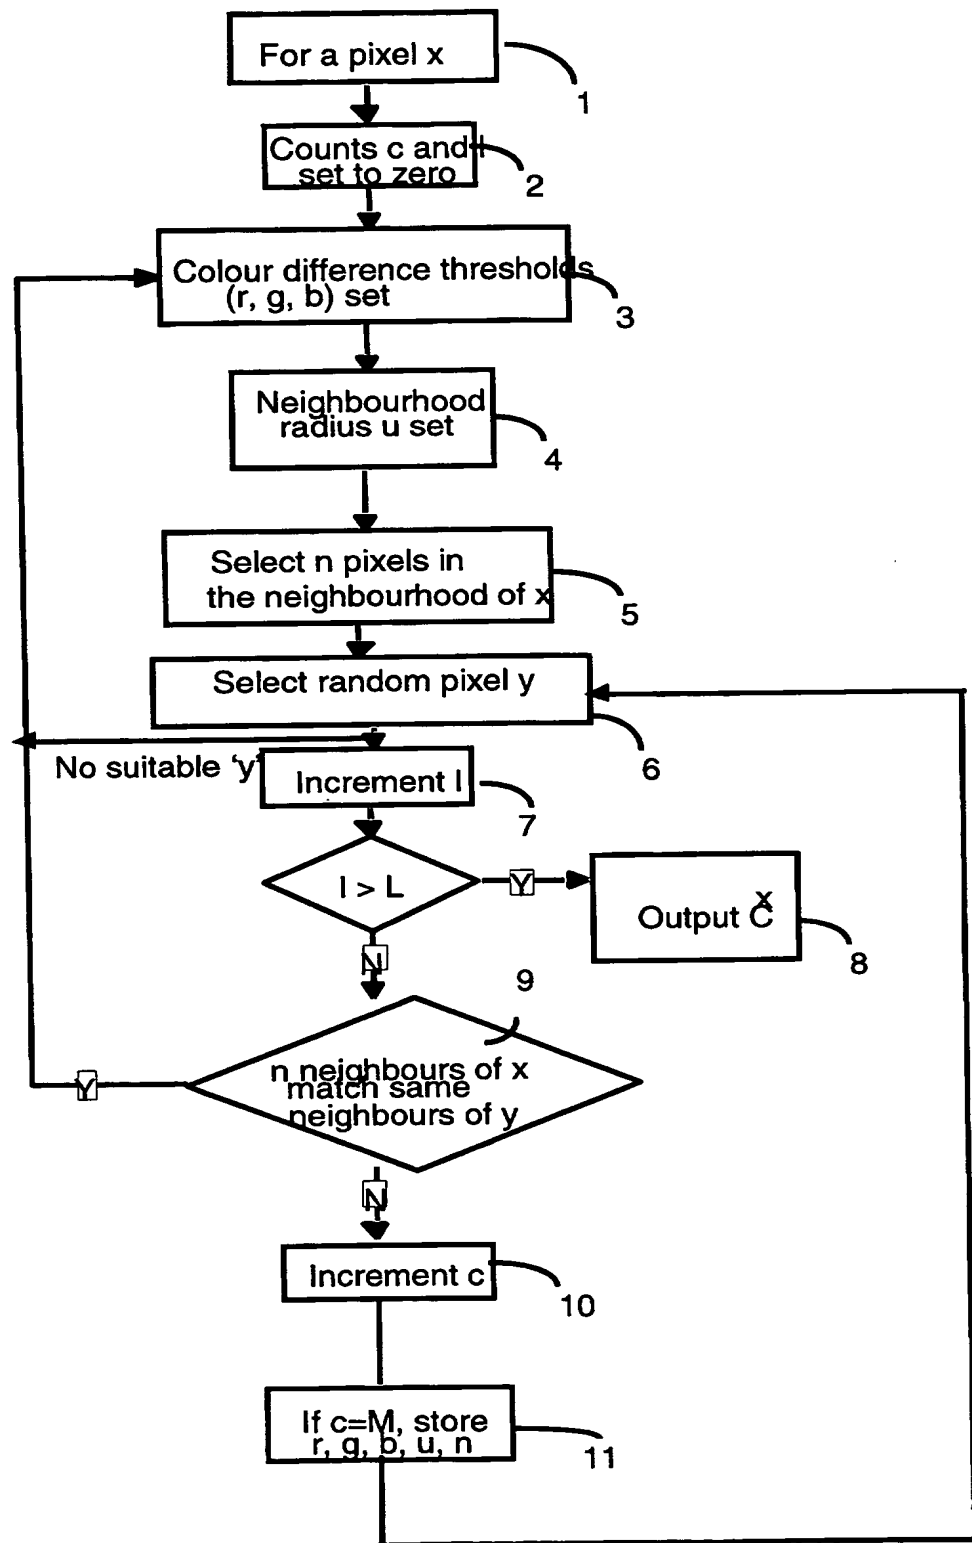 For a pixel x
1
Counts c and l
set to zero
2
Colour difference thresholds
(r, g, b) set
3
Neighbourhood
radius u set
4
Select n pixels in
the neighbourhood of x
5
Select random pixel y
6
No suitable ‘y’
Increment l
7
l > L
Y
x
Output C
8
N
9
n neighbours of x
match same
neighbours of y
Y
N
Increment c
10
If c=M, store
r, g, b, u, n
11